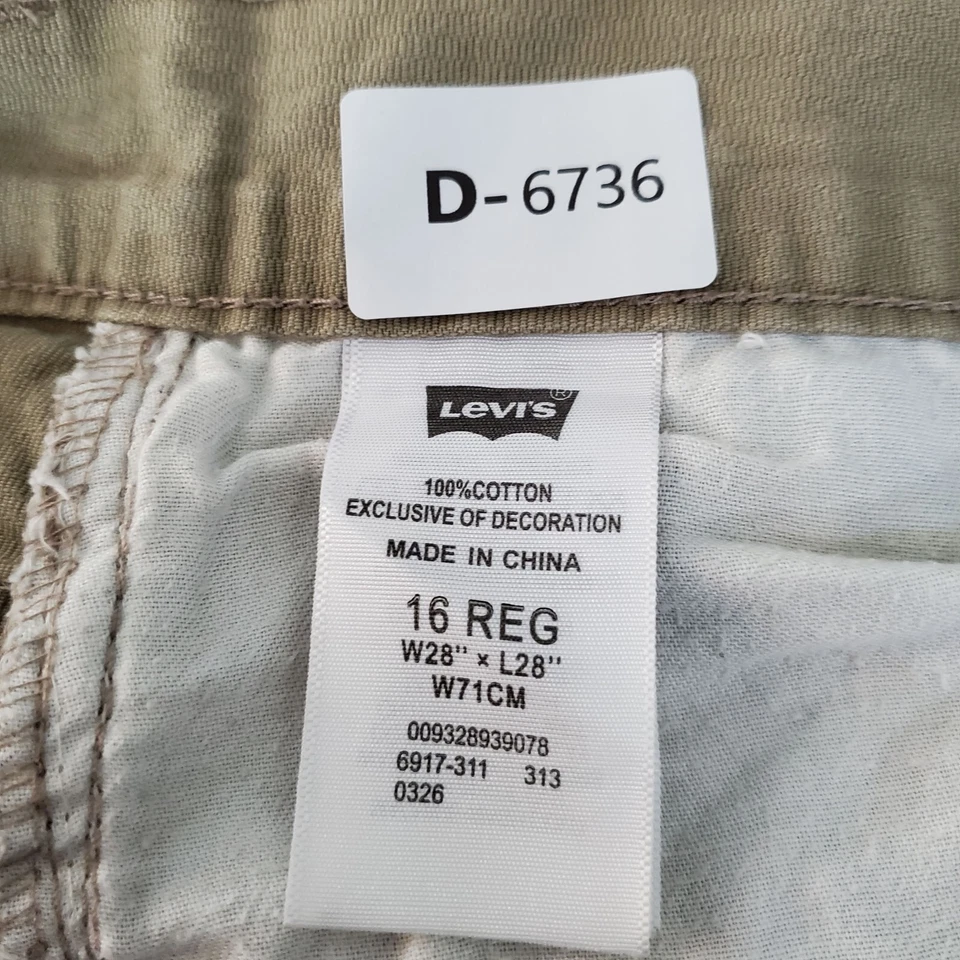 D-6736
LEVI'S®
100%COTTON
EXCLUSIVE OF DECORATION
MADE IN CHINA
16 REG
W28" × L28"
W71CM
009328939078
6917-311 313
0326